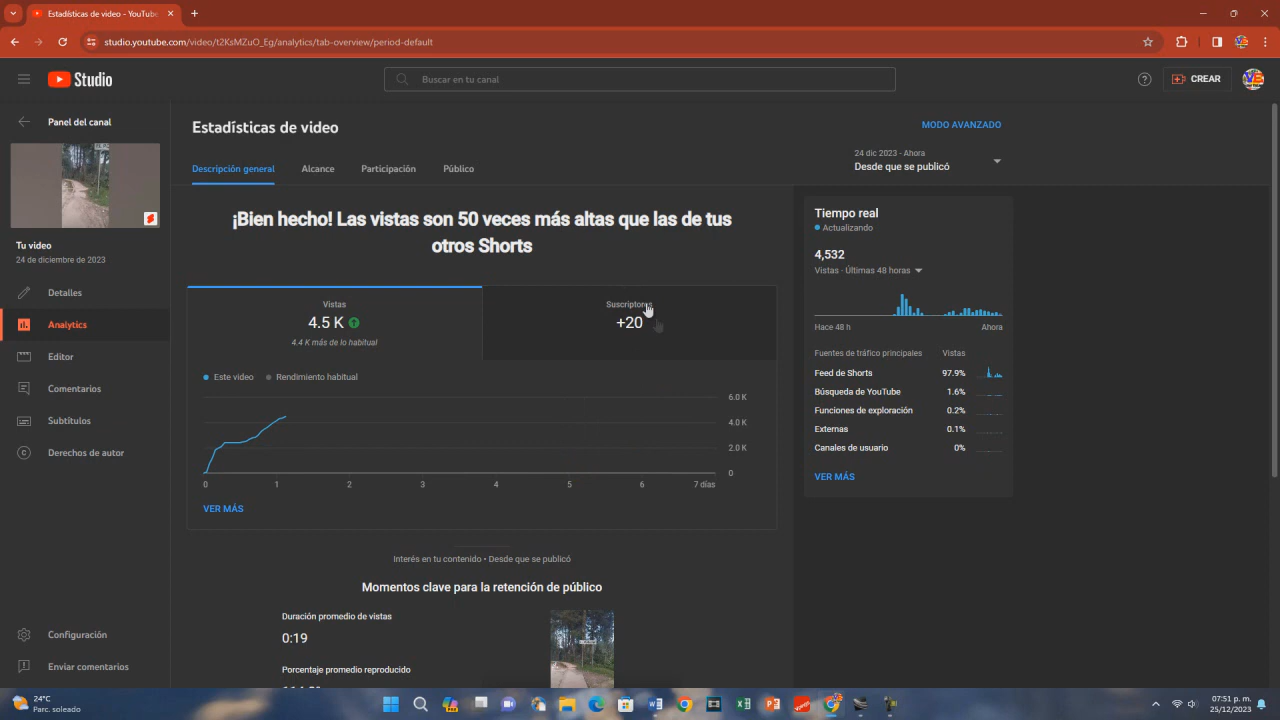 Estadísticas de video - YouTube
studio.youtube.com/video/t2KsMZuO_Eg/analytics/tab-overview/period-default
Studio
Buscar en tu canal
CREAR
Panel del canal
Tu video
24 de diciembre de 2023
Detalles
Analytics
Editor
Comentarios
Subtítulos
Derechos de autor
Configuración
Enviar comentarios
Estadísticas de video
MODO AVANZADO
24 dic 2023 - Ahora
Desde que se publicó
Descripción general
Alcance
Participación
Público
¡Bien hecho! Las vistas son 50 veces más altas que las de tus
otros Shorts
Vistas
4.5 K
4.4 K más de lo habitual
Suscriptores
+20
Este video
Rendimiento habitual
6.0 K
4.0 K
2.0 K
0
0 1 2 3 4 5 6 7 días
VER MÁS
Interés en tu contenido • Desde que se publicó
Momentos clave para la retención de público
Duración promedio de vistas
0:19
Porcentaje promedio reproducido
Tiempo real
Actualizando
4,532
Vistas · Últimas 48 horas
Hace 48 h Ahora
Fuentes de tráfico principales Vistas
Feed de Shorts 97.9%
Búsqueda de YouTube 1.6%
Funciones de exploración 0.2%
Externas 0.1%
Canales de usuario 0%
VER MÁS
24°C
Parc. soleado
07:51 p. m.
25/12/2023